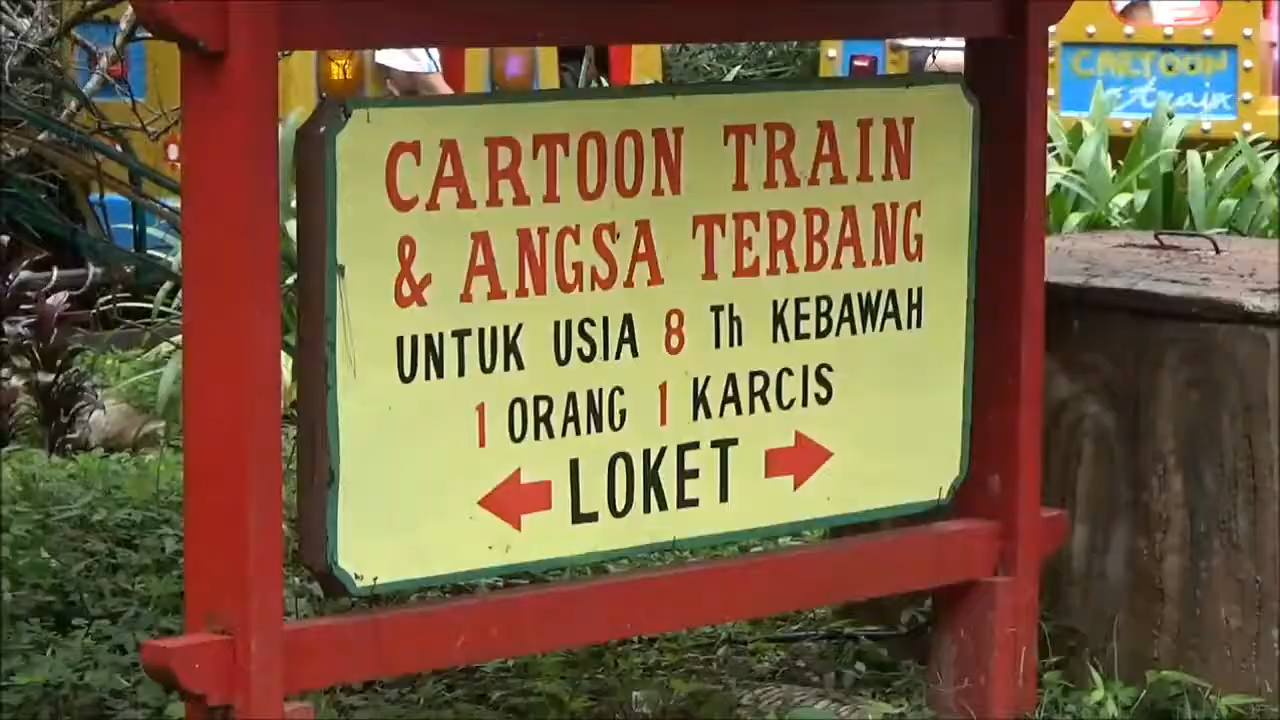 CARTOON TRAIN
& ANGSA TERBANG
UNTUK USIA 8 Th KEBAWAH
1 ORANG 1 KARCIS
LOKET
CARTOON
train